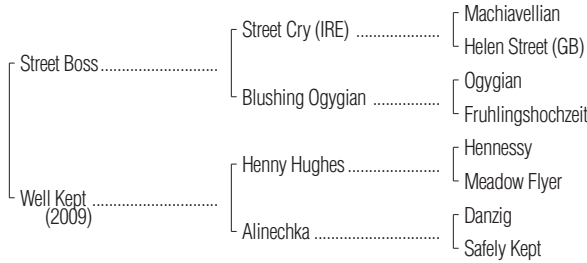 Machiavellian
Street Cry (IRE) ....................
Helen Street (GB)
Street Boss............................
Ogygian
Blushing Ogygian ................
Fruhlingshochzeit
Hennessy
Henny Hughes ......................
Meadow Flyer
Well Kept ..............................
(2009)
Danzig
Alinechka ..............................
Safely Kept